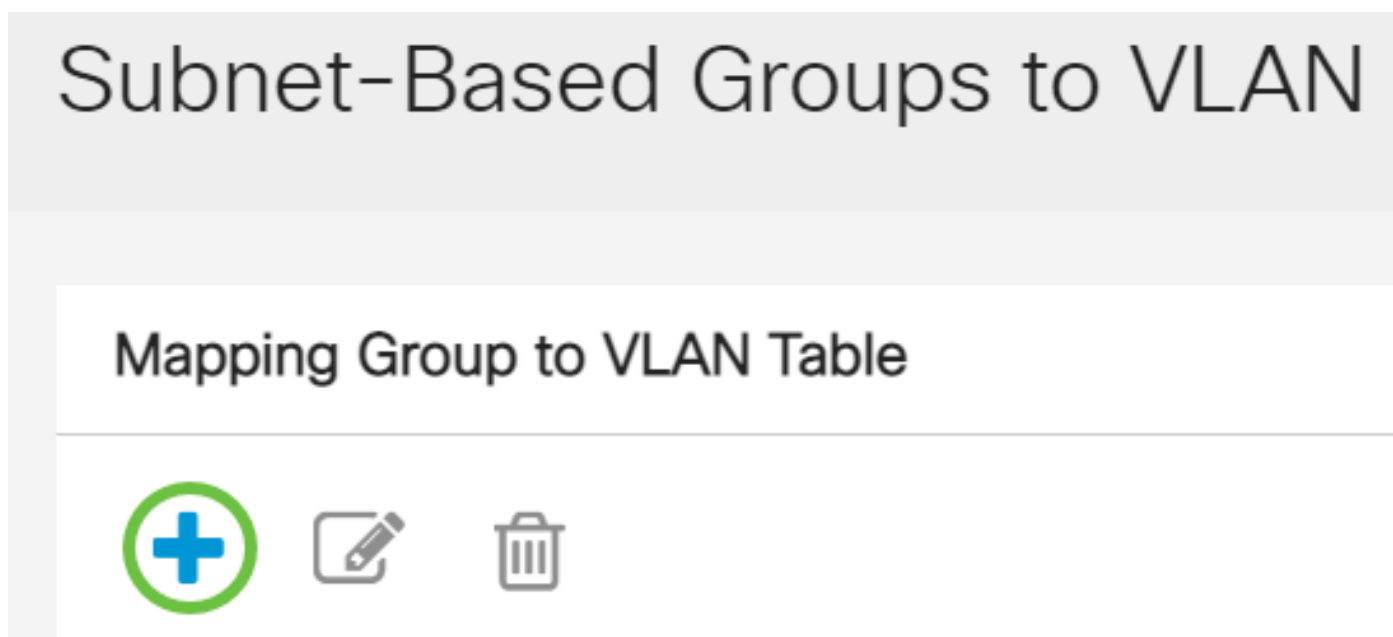 Subnet-Based Groups to VLAN
Mapping Group to VLAN Table